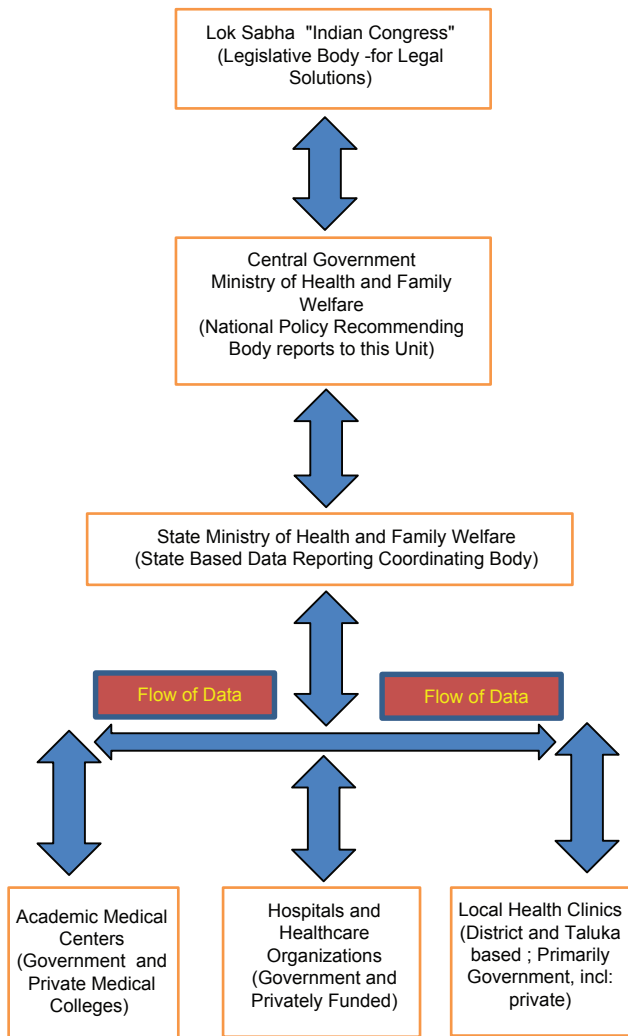 Lok Sabha "Indian Congress"
(Legislative Body -for Legal
Solutions)
Central Government
Ministry of Health and Family
Welfare
(National Policy Recommending
Body reports to this Unit)
State Ministry of Health and Family Welfare
(State Based Data Reporting Coordinating Body)
Flow of Data
Flow of Data
Academic Medical
Centers
(Government and
Private Medical
Colleges)
Hospitals and
Healthcare
Organizations
(Government and
Privately Funded)
Local Health Clinics
(District and Taluka
based ; Primarily
Government, incl:
private)